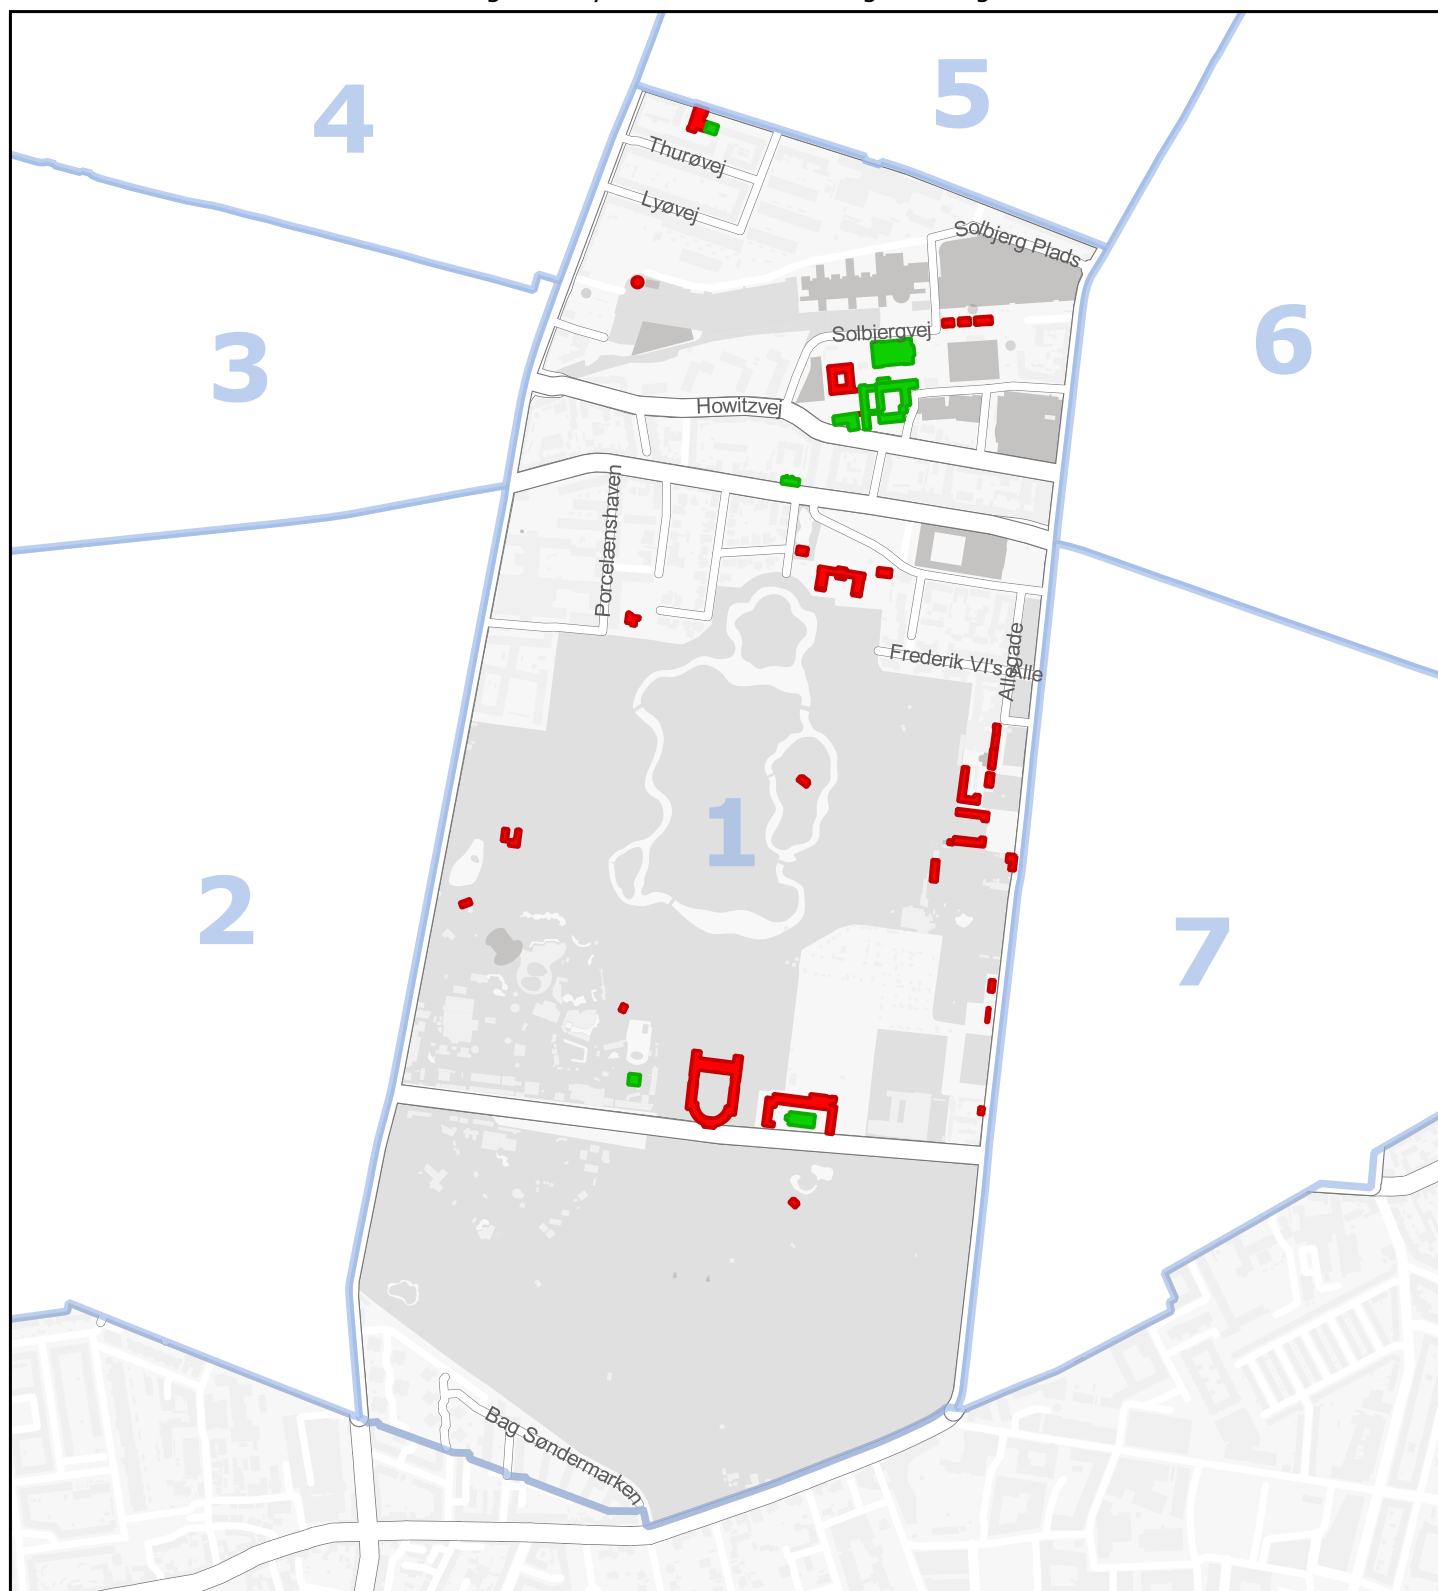 4
5
Thurøvej
Lyøvej
Solbjerg Plads
3
Solbjergvej
6
Howitzvej
Porcelænshaven
Allegade
Frederik VI's Alle
1
2
7
Bag Søndermarken